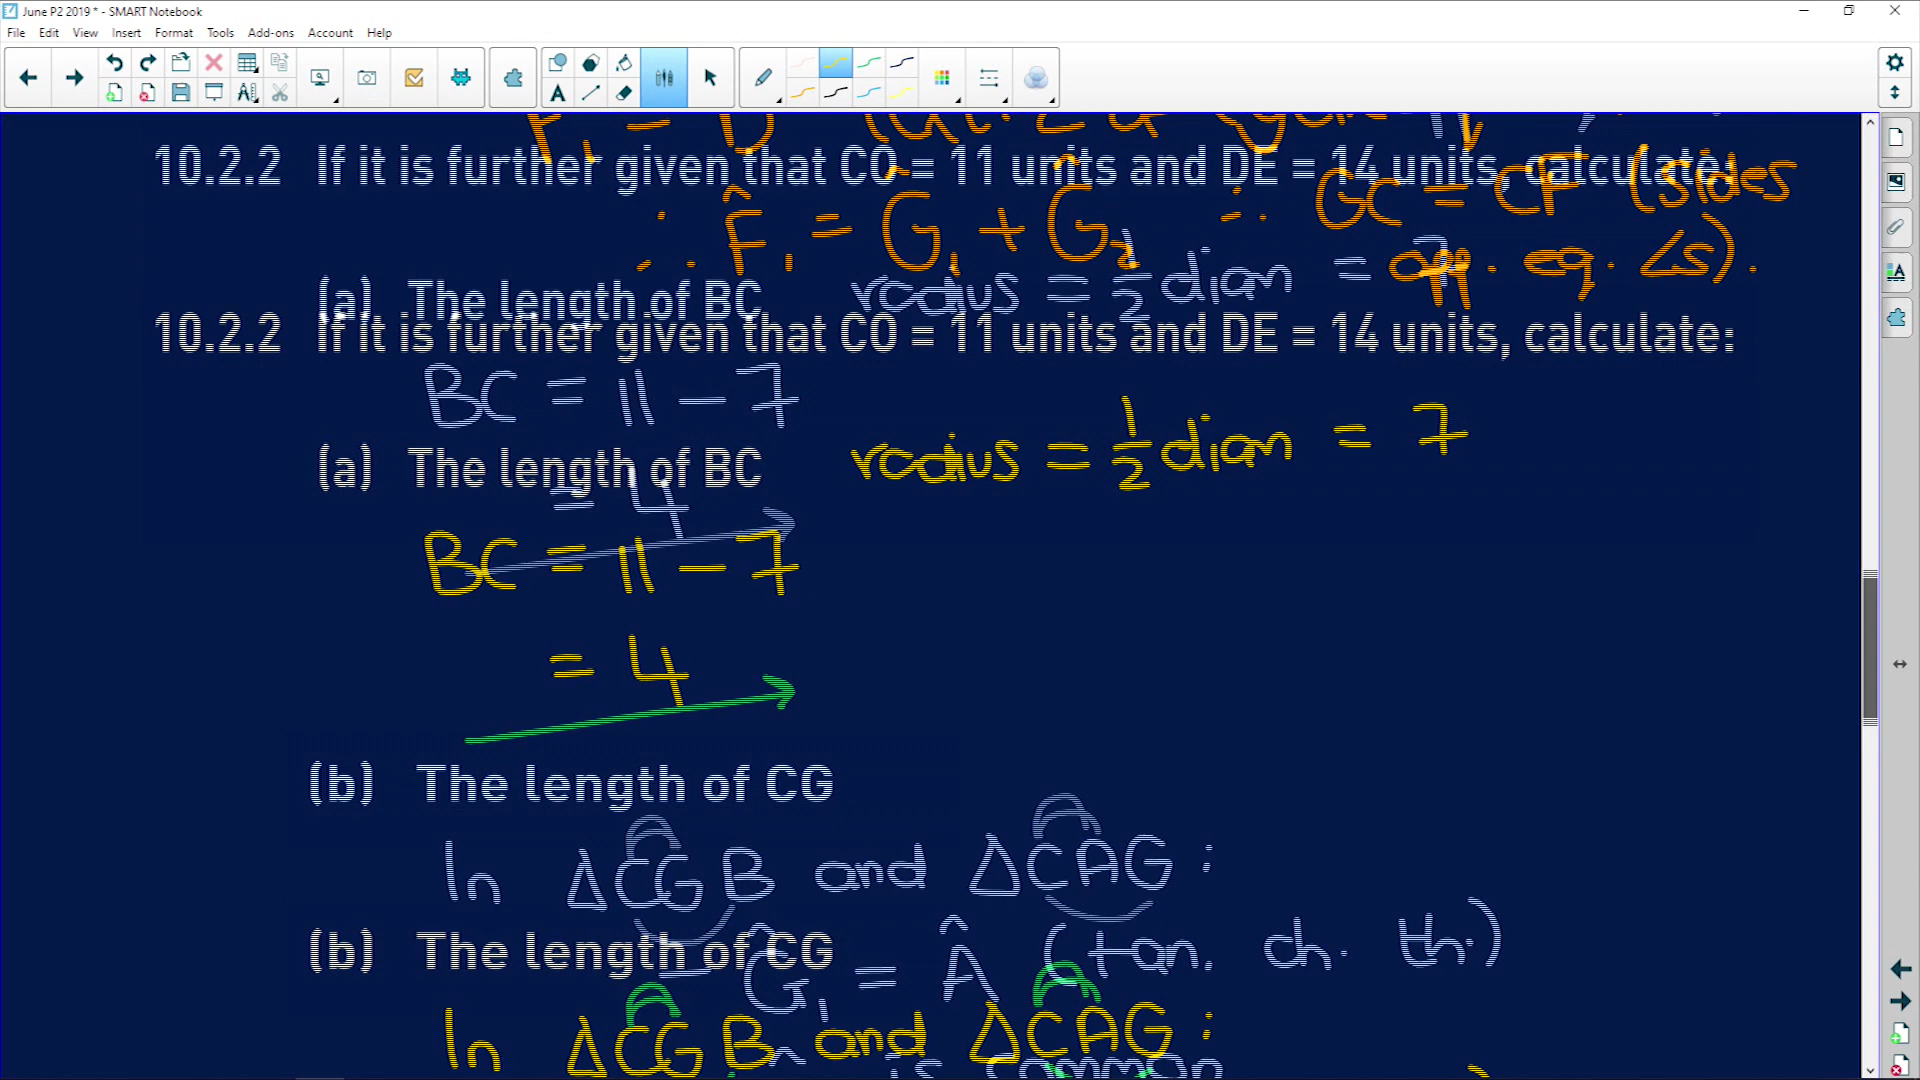 June P2 2019 * - SMART Notebook
File Edit View Insert Format Tools Add-ons Account Help
10.2.2 If it is further given that CO = 11 units and DE = 14 units, calculate:
∴ F̂₁ = Ĝ₁ + Ĝ₂ ∴ GC = CF (sides
opp. eq. ∠s).
(a) The length of BC radius = ½ diam = 7
10.2.2 If it is further given that CO = 11 units and DE = 14 units, calculate:
BC = 11 - 7
(a) The length of BC radius = ½ diam = 7
= 4
BC = 11 - 7
= 4
(b) The length of CG
In ΔCGB and ΔCAG :
(b) The length of CG
- Ĝ₁ = Â (tan. ch. th.)
In ΔCGB and ΔCAG :
is common